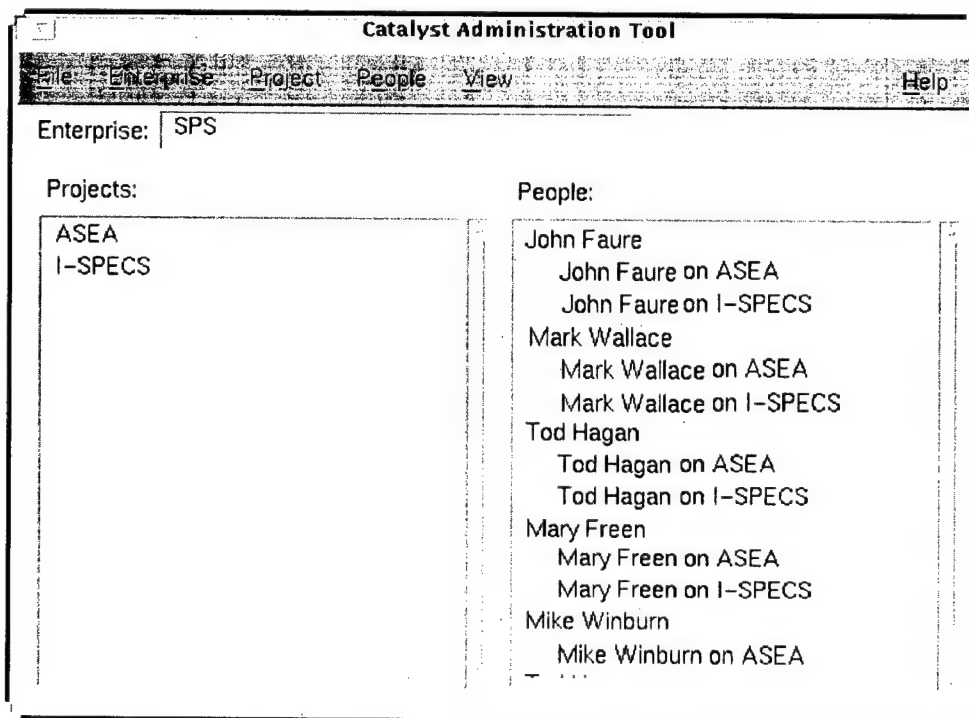 Catalyst Administration Tool
File Enterprise Project People View Help
Enterprise: SPS
Projects:
ASEA
I-SPECS
People:
John Faure
John Faure on ASEA
John Faure on I-SPECS
Mark Wallace
Mark Wallace on ASEA
Mark Wallace on I-SPECS
Tod Hagan
Tod Hagan on ASEA
Tod Hagan on I-SPECS
Mary Freen
Mary Freen on ASEA
Mary Freen on I-SPECS
Mike Winburn
Mike Winburn on ASEA